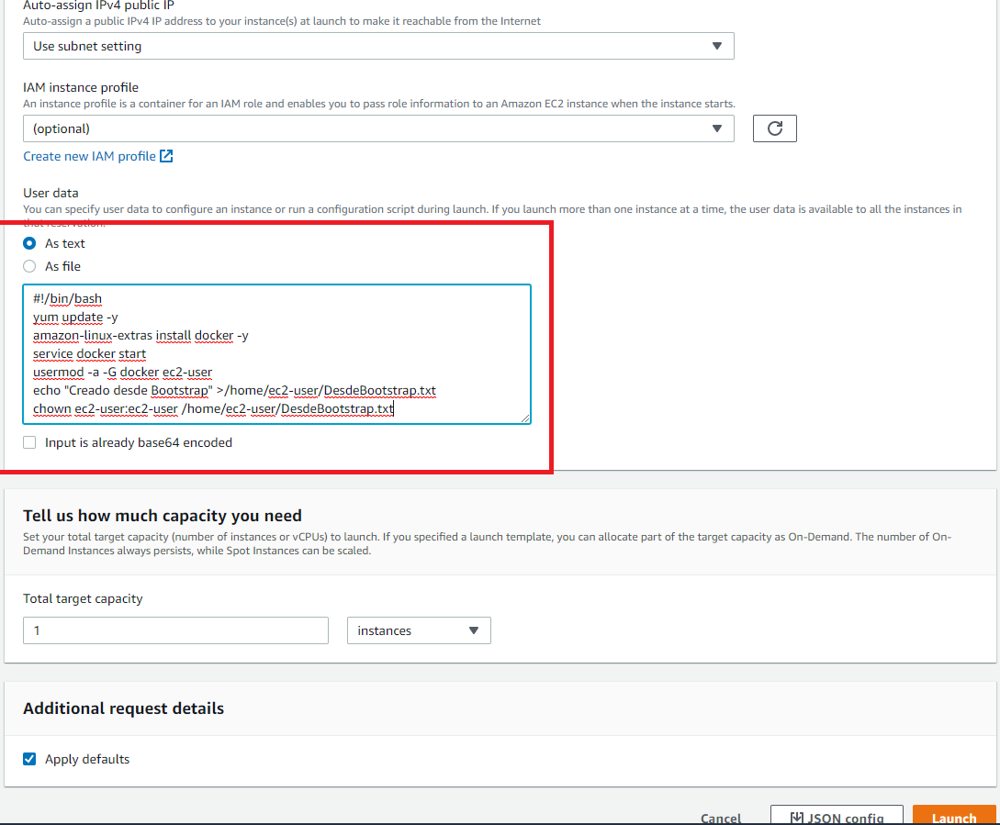 Auto-assign IPv4 public IP
Auto-assign a public IPv4 IP address to your instance(s) at launch to make it reachable from the Internet
Use subnet setting
IAM instance profile
An instance profile is a container for an IAM role and enables you to pass role information to an Amazon EC2 instance when the instance starts.
(optional)
Create new IAM profile
User data
You can specify user data to configure an instance or run a configuration script during launch. If you launch more than one instance at a time, the user data is available to all the instances in
that reservation.
As text
As file
#!/bin/bash
yum update -y
amazon-linux-extras install docker -y
service docker start
usermod -a -G docker ec2-user
echo "Creado desde Bootstrap" >/home/ec2-user/DesdeBootstrap.txt
chown ec2-user:ec2-user /home/ec2-user/DesdeBootstrap.txt
Input is already base64 encoded
Tell us how much capacity you need
Set your total target capacity (number of instances or vCPUs) to launch. If you specified a launch template, you can allocate part of the target capacity as On-Demand. The number of On-
Demand Instances always persists, while Spot Instances can be scaled.
Total target capacity
1
instances
Additional request details
Apply defaults
Cancel
JSON config
Launch